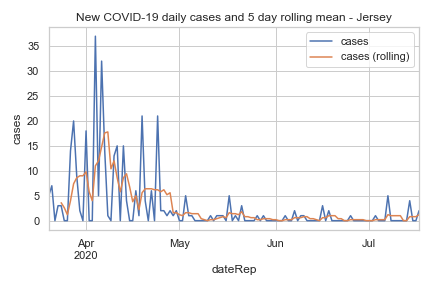 New COVID-19 daily cases and 5 day rolling mean - Jersey
cases
cases (rolling)
35
30
25
20
15
10
5
0
cases
Apr
2020
May
Jun
Jul
dateRep